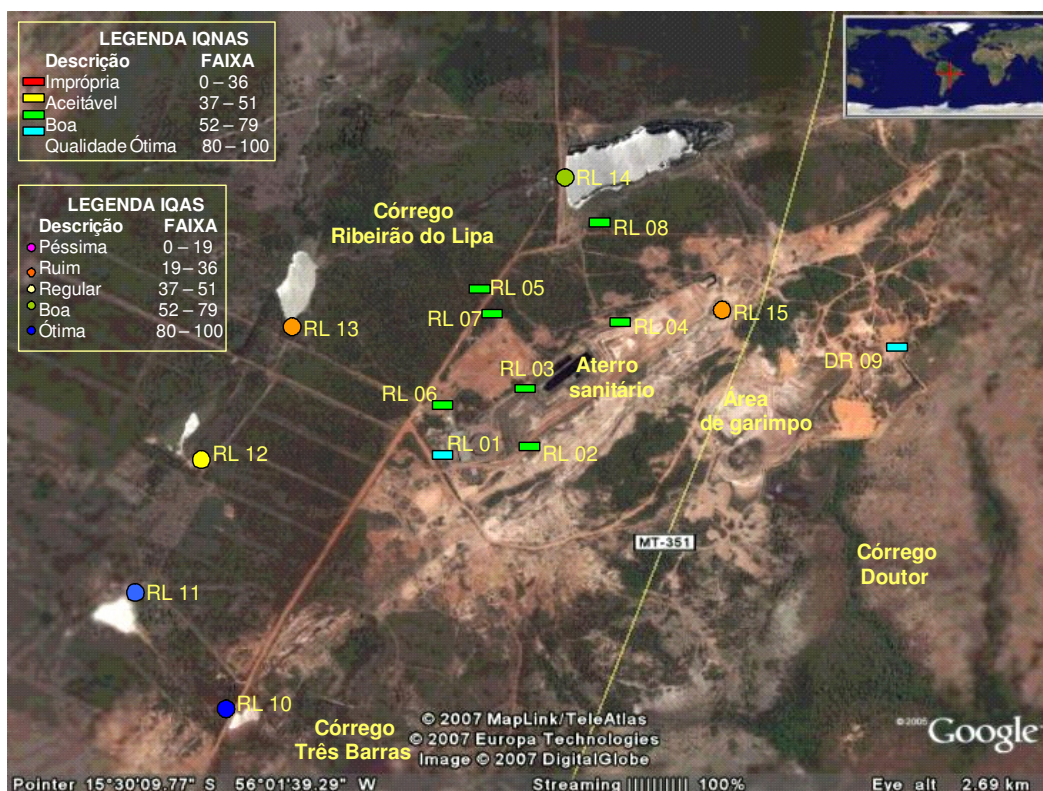 LEGENDA IQNAS
Descrição FAIXA
Imprópria 0 – 36
Aceitável 37 – 51
Boa 52 – 79
Qualidade Ótima 80 – 100
LEGENDA IQAS
Descrição FAIXA
Péssima 0 – 19
Ruim 19 – 36
Regular 37 – 51
Boa 52 – 79
Ótima 80 – 100
RL 14
Córrego
Ribeirão do Lipa
RL 08
RL 05
RL 07
RL 04
RL 15
RL 13
DR 09
Aterro
sanitário
RL 03
RL 06
Área
de garimpo
RL 01
RL 02
RL 12
MT-351
Córrego
Doutor
RL 11
RL 10
Córrego
Três Barras
© 2007 MapLink/TeleAtlas
© 2007 Europa Technologies
Image © 2007 DigitalGlobe
©2005 Google
Pointer 15°30'09.77" S 56°01'39.29" W Streaming |||||||||| 100% Eye alt 2.69 km